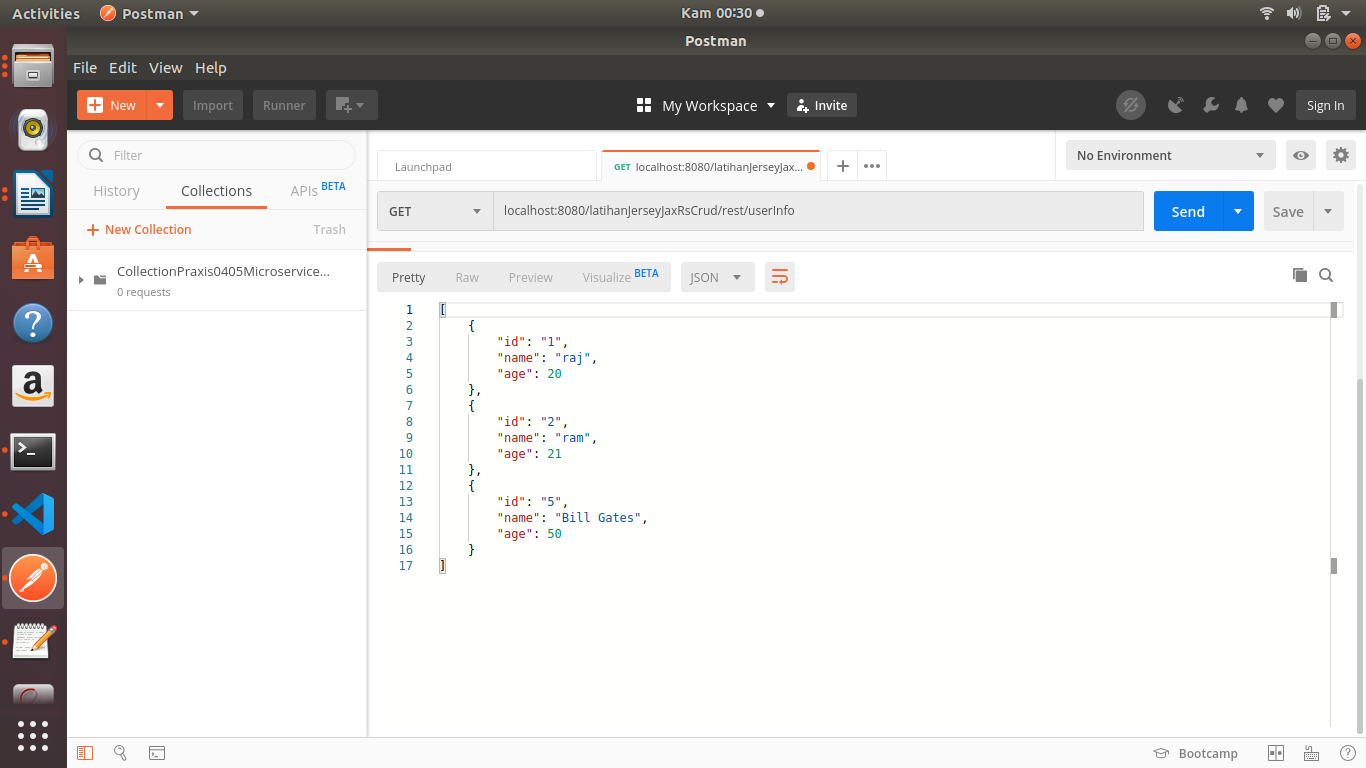 Activities Postman Kam 00:30
Postman
File Edit View Help
New Import Runner My Workspace Invite Sign In
Filter
Launchpad GET localhost:8080/latihanJerseyJax... No Environment
History Collections APIs BETA
GET localhost:8080/latihanJerseyJaxRsCrud/rest/userInfo Send Save
+ New Collection Trash
CollectionPraxis0405Microservice...
0 requests
Pretty Raw Preview Visualize BETA JSON
1 [
2 {
3 "id": "1",
4 "name": "raj",
5 "age": 20
6 },
7 {
8 "id": "2",
9 "name": "ram",
10 "age": 21
11 },
12 {
13 "id": "5",
14 "name": "Bill Gates",
15 "age": 50
16 }
17 ]
Bootcamp